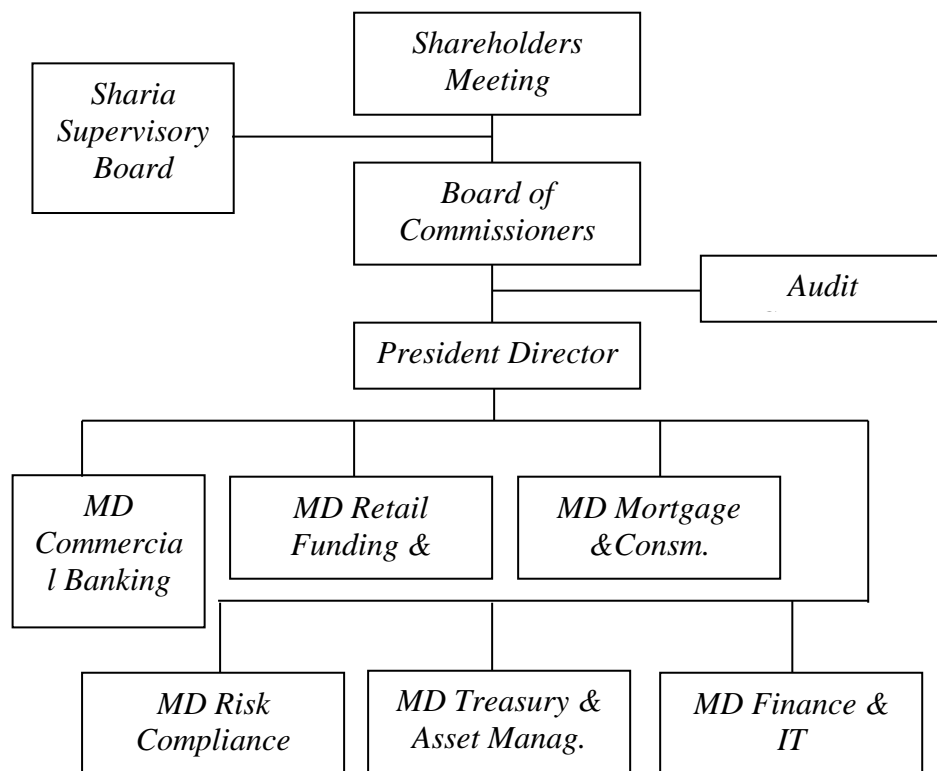 Shareholders
Meeting
Sharia
Supervisory
Board
Board of
Commissioners
Audit
President Director
MD
Commercia
l Banking
MD Retail
Funding &
MD Mortgage
&Consm.
MD Risk
Compliance
MD Treasury &
Asset Manag.
MD Finance &
IT